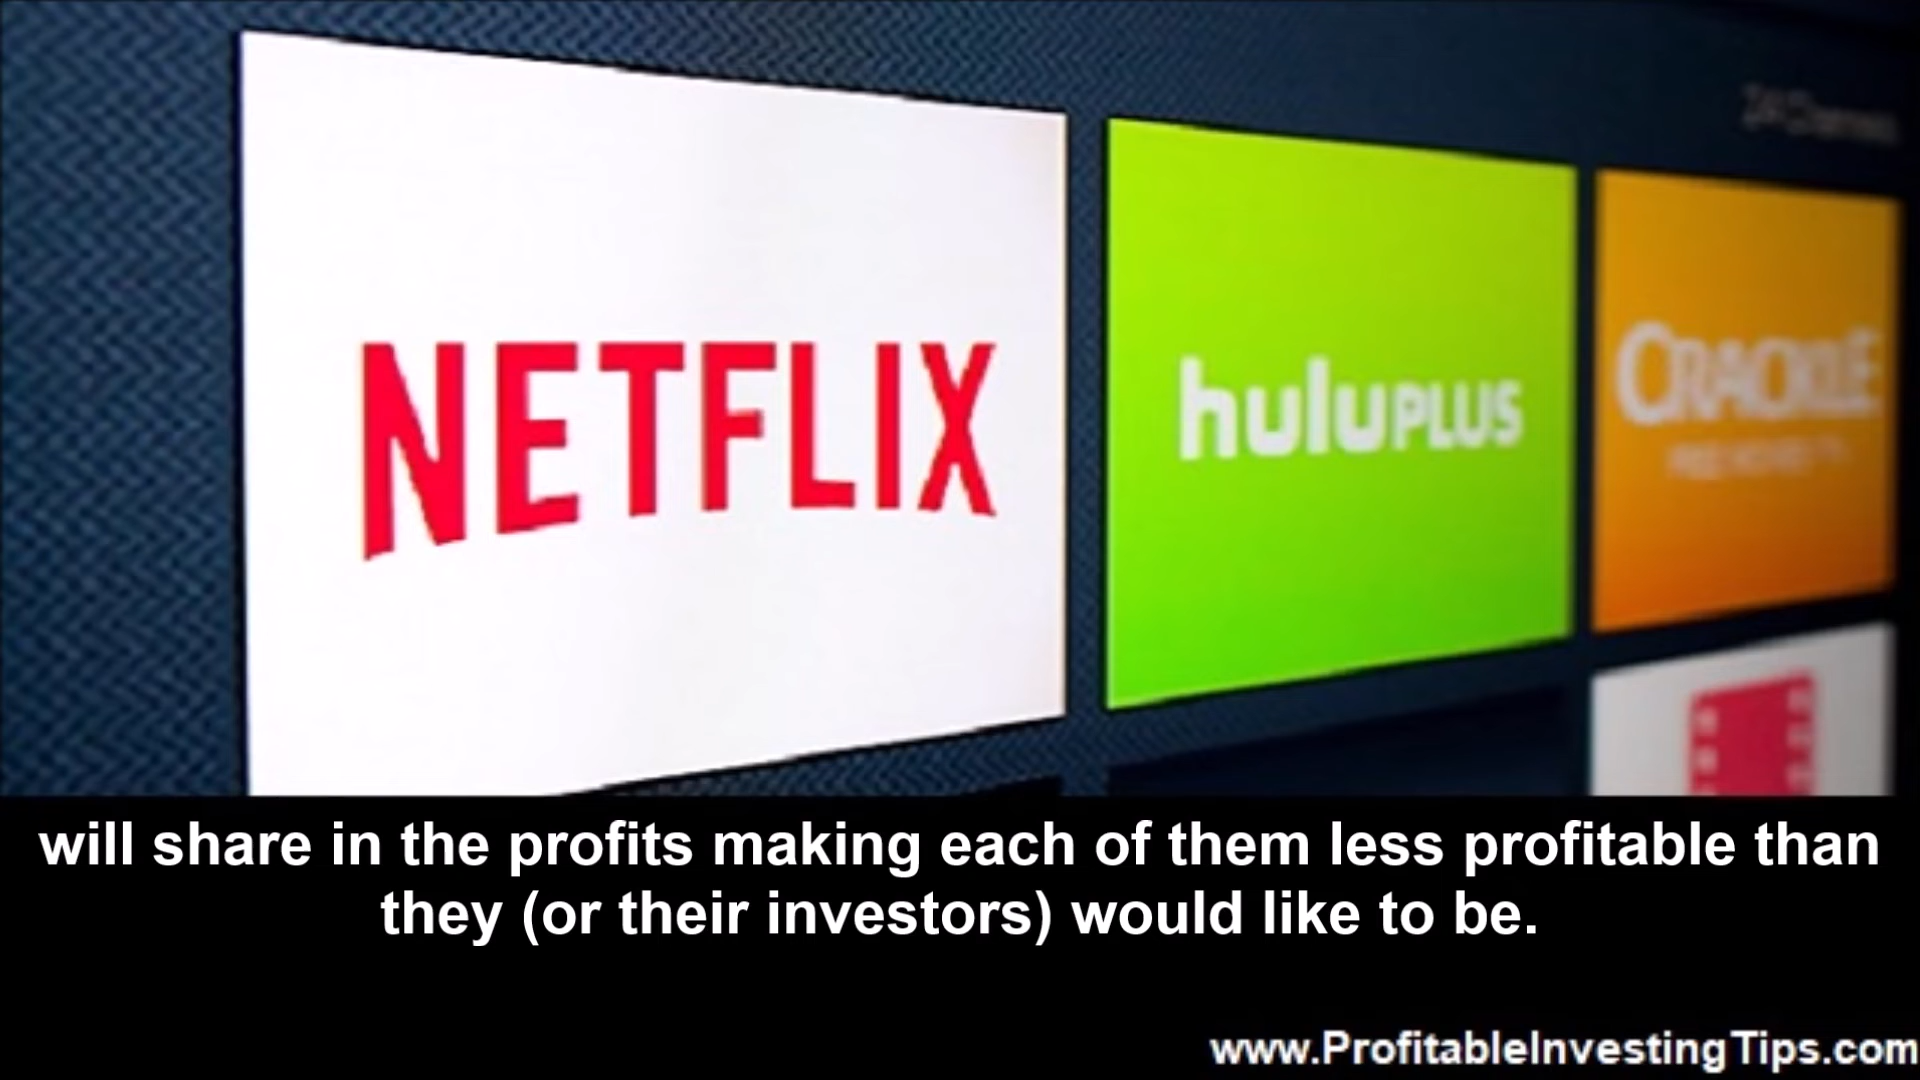 NETFLIX
huluPLUS
CRACKLE
will share in the profits making each of them less profitable than
they (or their investors) would like to be.
www.ProfitableInvestingTips.com